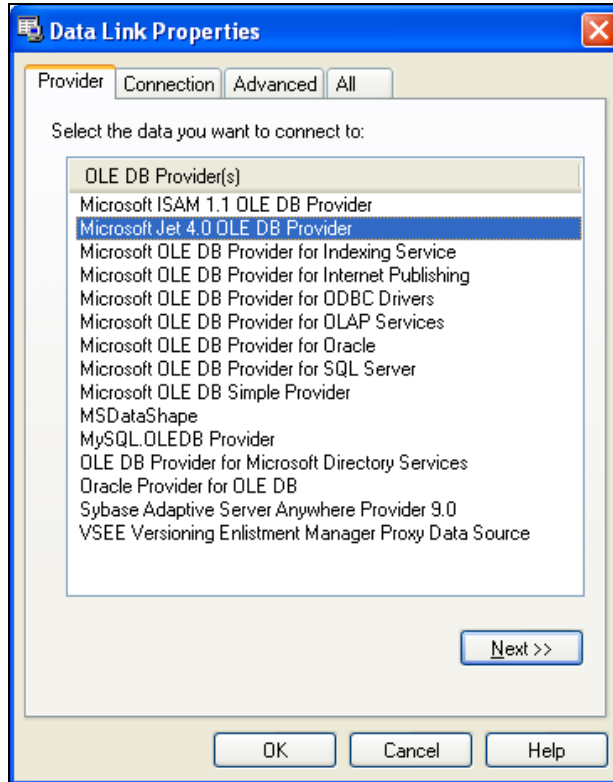 Data Link Properties
Provider Connection Advanced All
Select the data you want to connect to:
OLE DB Provider(s)
Microsoft ISAM 1.1 OLE DB Provider
Microsoft Jet 4.0 OLE DB Provider
Microsoft OLE DB Provider for Indexing Service
Microsoft OLE DB Provider for Internet Publishing
Microsoft OLE DB Provider for ODBC Drivers
Microsoft OLE DB Provider for OLAP Services
Microsoft OLE DB Provider for Oracle
Microsoft OLE DB Provider for SQL Server
Microsoft OLE DB Simple Provider
MSDataShape
MySQL.OLEDB Provider
OLE DB Provider for Microsoft Directory Services
Oracle Provider for OLE DB
Sybase Adaptive Server Anywhere Provider 9.0
VSEE Versioning Enlistment Manager Proxy Data Source
Next >>
OK Cancel Help